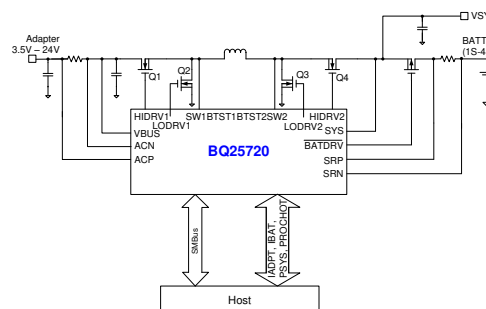 VSYS
Adapter
3.5V – 24V
BATT
(1S-4
Q1
Q2
Q3
Q4
HIDRV1
SW1
BTST1
BTST2
SW2
HIDRV2
LODRV1
LODRV2
VBUS
SYS
ACN
BATDRV
ACP
SRP
SRN
BQ25720
SMBus
IADPT, IBAT,
PSYS, PROCHOT
Host